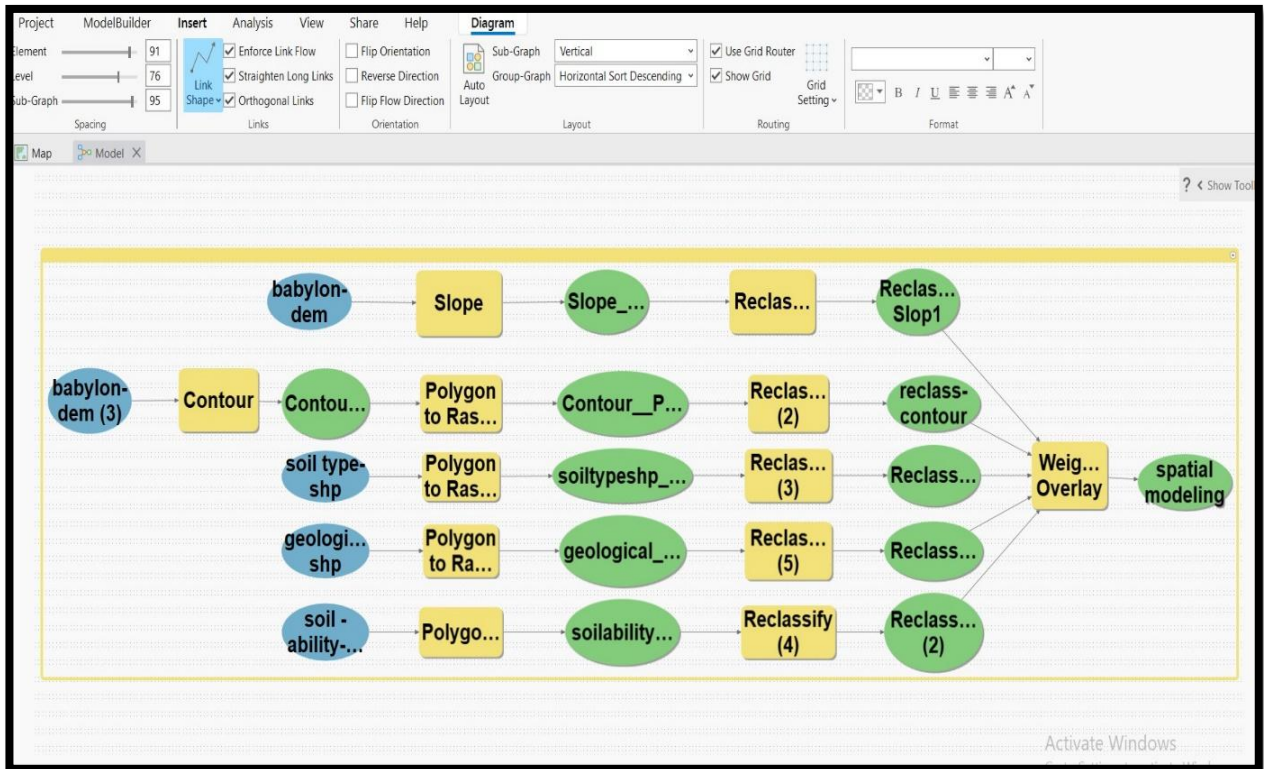 Project ModelBuilder Insert Analysis View Share Help Diagram
Element 91
Level 76
Sub-Graph 95
Spacing
Link
Shape
Enforce Link Flow
Straighten Long Links
Orthogonal Links
Links
Flip Orientation
Reverse Direction
Flip Flow Direction
Orientation
Auto
Layout
Sub-Graph Vertical
Group-Graph Horizontal Sort Descending
Layout
Use Grid Router
Show Grid
Grid
Setting
Routing
B I U A A
Format
Map Model
? < Show Tool
babylon-
dem
Slope
Slope_...
Reclas...
Reclas...
Slop1
babylon-
dem (3)
Contour
Contou...
Polygon
to Ras...
Contour__P...
Reclas...
(2)
reclass-
contour
soil type-
shp
Polygon
to Ras...
soiltypeshp_...
Reclas...
(3)
Reclass...
Weig...
Overlay
spatial
modeling
geologi...
shp
Polygon
to Ra...
geological_...
Reclas...
(5)
Reclass...
soil -
ability-...
Polygo...
soilability...
Reclassify
(4)
Reclass...
(2)
Activate Windows